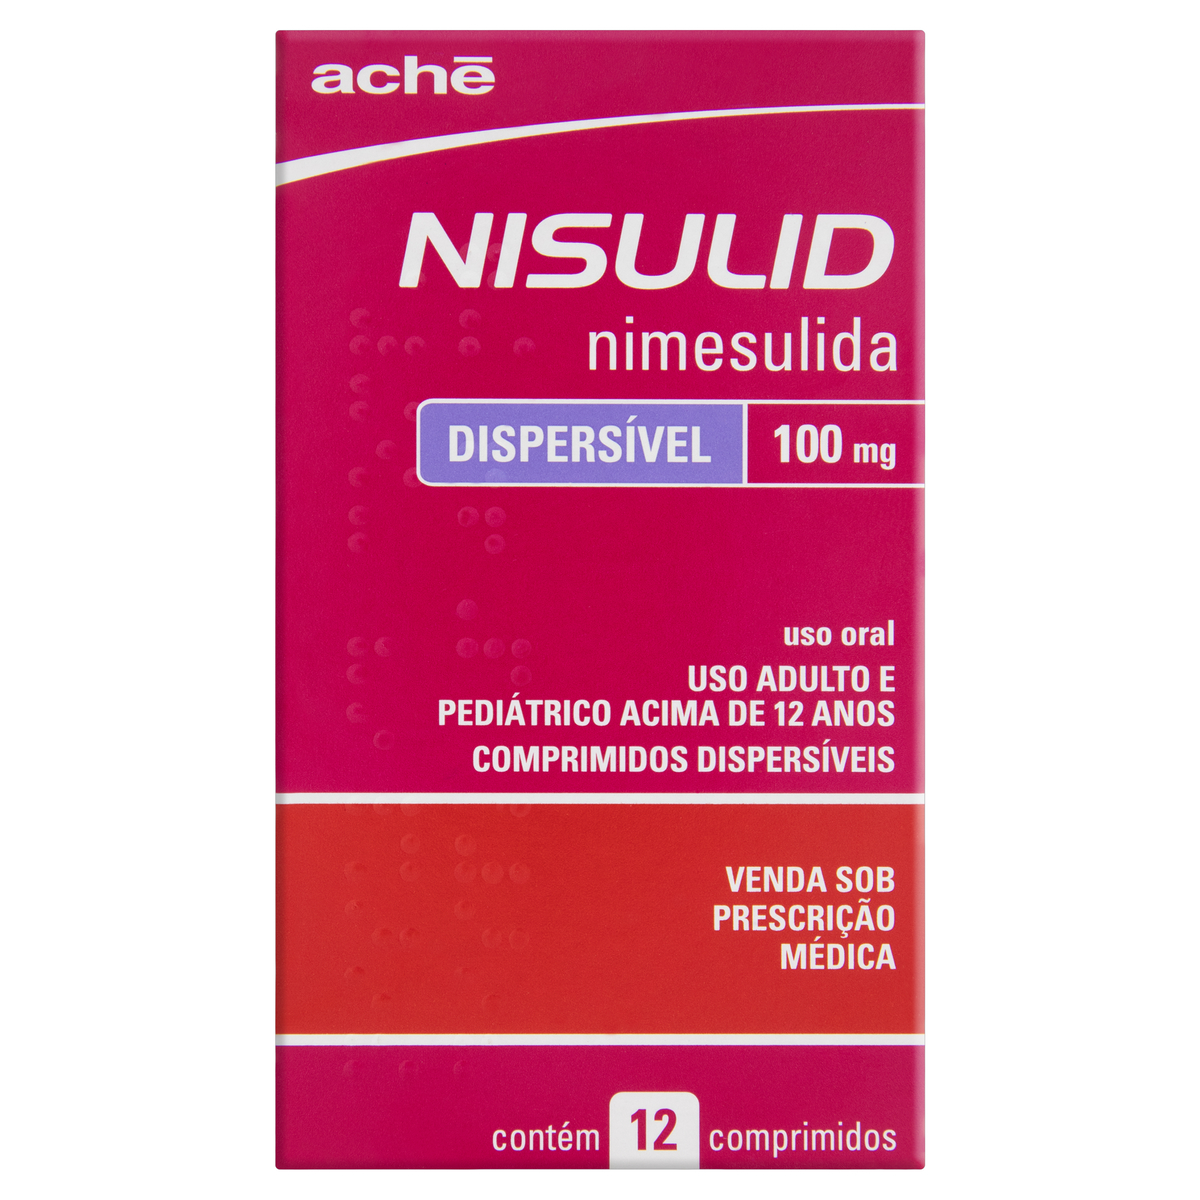 achē
NISULID
nimesulida
DISPERSÍVEL 100 mg
uso oral
USO ADULTO E
PEDIÁTRICO ACIMA DE 12 ANOS
COMPRIMIDOS DISPERSÍVEIS
VENDA SOB
PRESCRIÇÃO
MÉDICA
contém 12 comprimidos